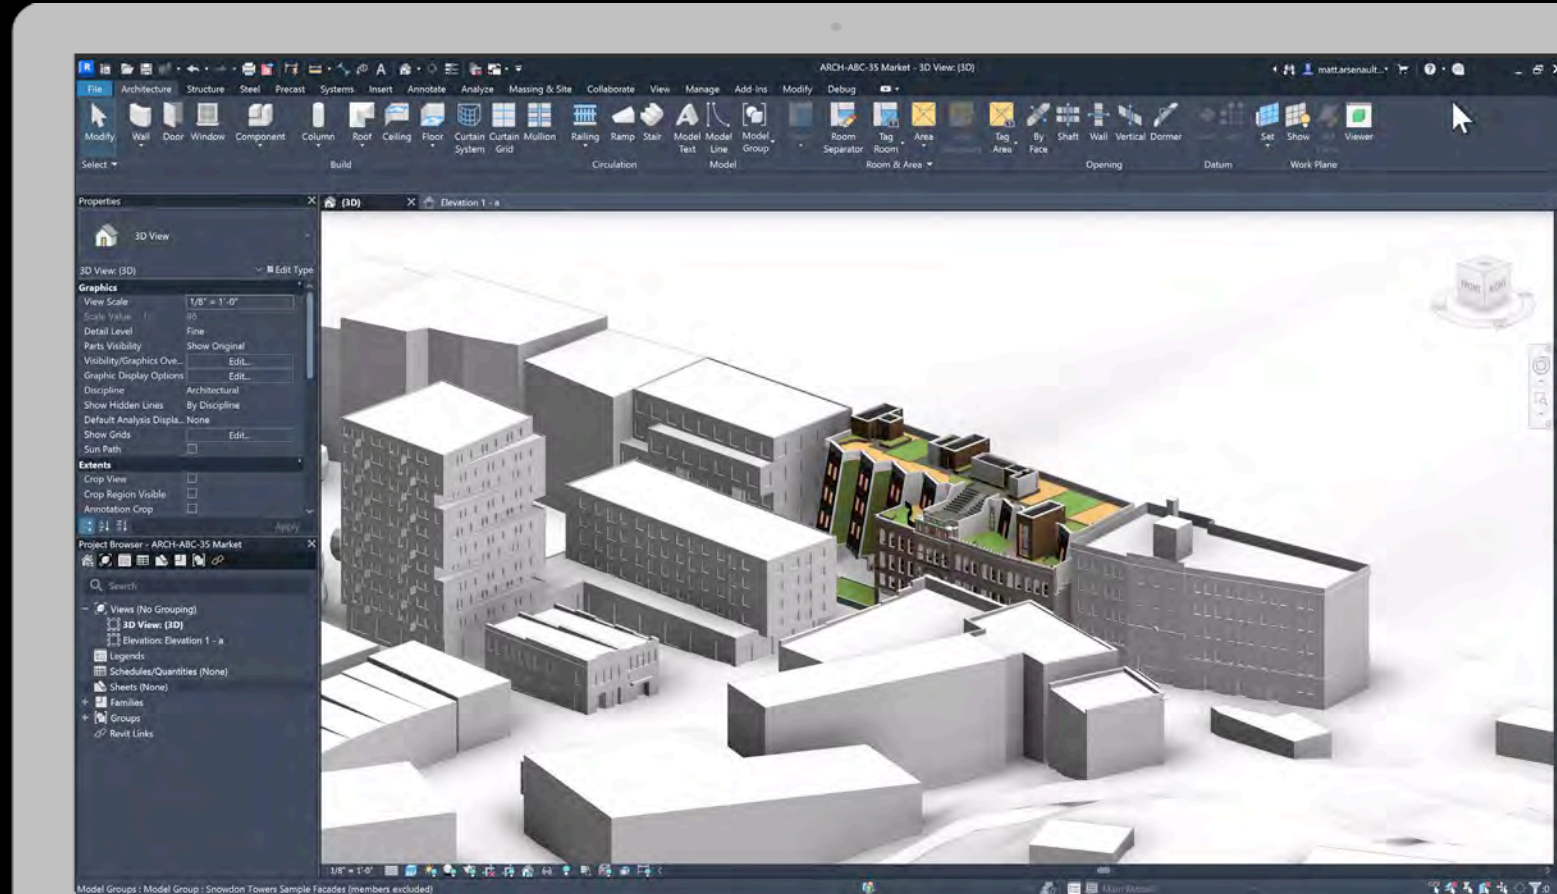 ARCH-ABC-35 Market - 3D View: {3D}
matt.arsenault...
File Architecture Structure Steel Precast Systems Insert Annotate Analyze Massing & Site Collaborate View Manage Add-Ins Modify Debug
Modify Wall Door Window Component Column Roof Ceiling Floor Curtain System Curtain Grid Mullion Railing Ramp Stair Model Text Model Line Model Group Room Separator Tag Room Area Tag Area By Face Shaft Wall Vertical Dormer Set Show Viewer
Select Build Circulation Model Room & Area Opening Datum Work Plane
Properties
{3D} Elevation 1 - a
3D View
3D View: {3D} Edit Type
Graphics
View Scale 1/8" = 1'-0"
Scale Value 1: 96
Detail Level Fine
Parts Visibility Show Original
Visibility/Graphics Ove... Edit...
Graphic Display Options Edit...
Discipline Architectural
Show Hidden Lines By Discipline
Default Analysis Displa... None
Show Grids Edit...
Sun Path
Extents
Crop View
Crop Region Visible
Annotation Crop
Apply
Project Browser - ARCH-ABC-35 Market
Search
Views (No Grouping)
3D View: {3D}
Elevation: Elevation 1 - a
Legends
Schedules/Quantities (None)
Sheets (None)
Families
Groups
Revit Links
FRONT RIGHT
1/8" = 1'-0"
Model Groups : Model Group : Snowdon Towers Sample Facades (members excluded)
Main Model